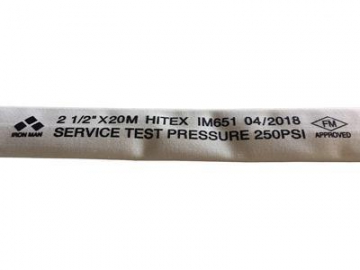 IRON MAN
2 1/2"X20M HITEX IM651 04/2018
SERVICE TEST PRESSURE 250PSI
FM
APPROVED